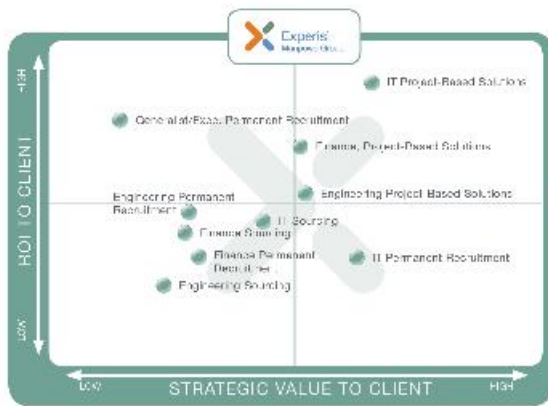 Experis
ManpowerGroup
HIGH
IT Project-Based Solutions
Generalist/Exec. Permanent Recruitment
Finance, Project-Based Solutions
Engineering Project-Based Solutions
Engineering Permanent
Recruitment
IT Sourcing
Finance Sourcing
Finance Permanent
Recruitment
IT Permanent Recruitment
Engineering Sourcing
ROI TO CLIENT
LOW
LOW
STRATEGIC VALUE TO CLIENT
HIGH